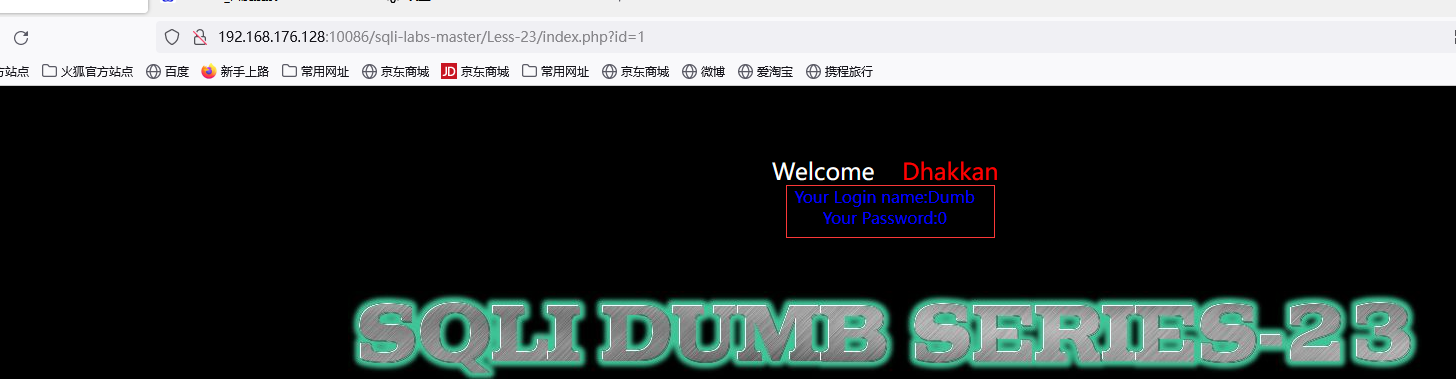 192.168.176.128:10086/sqli-labs-master/Less-23/index.php?id=1
方站点 火狐官方站点 百度 新手上路 常用网址 京东商城 JD 京东商城 常用网址 京东商城 微博 爱淘宝 携程旅行
Welcome Dhakkan
Your Login name:Dumb
Your Password:0
SQLI DUMB SERIES-23